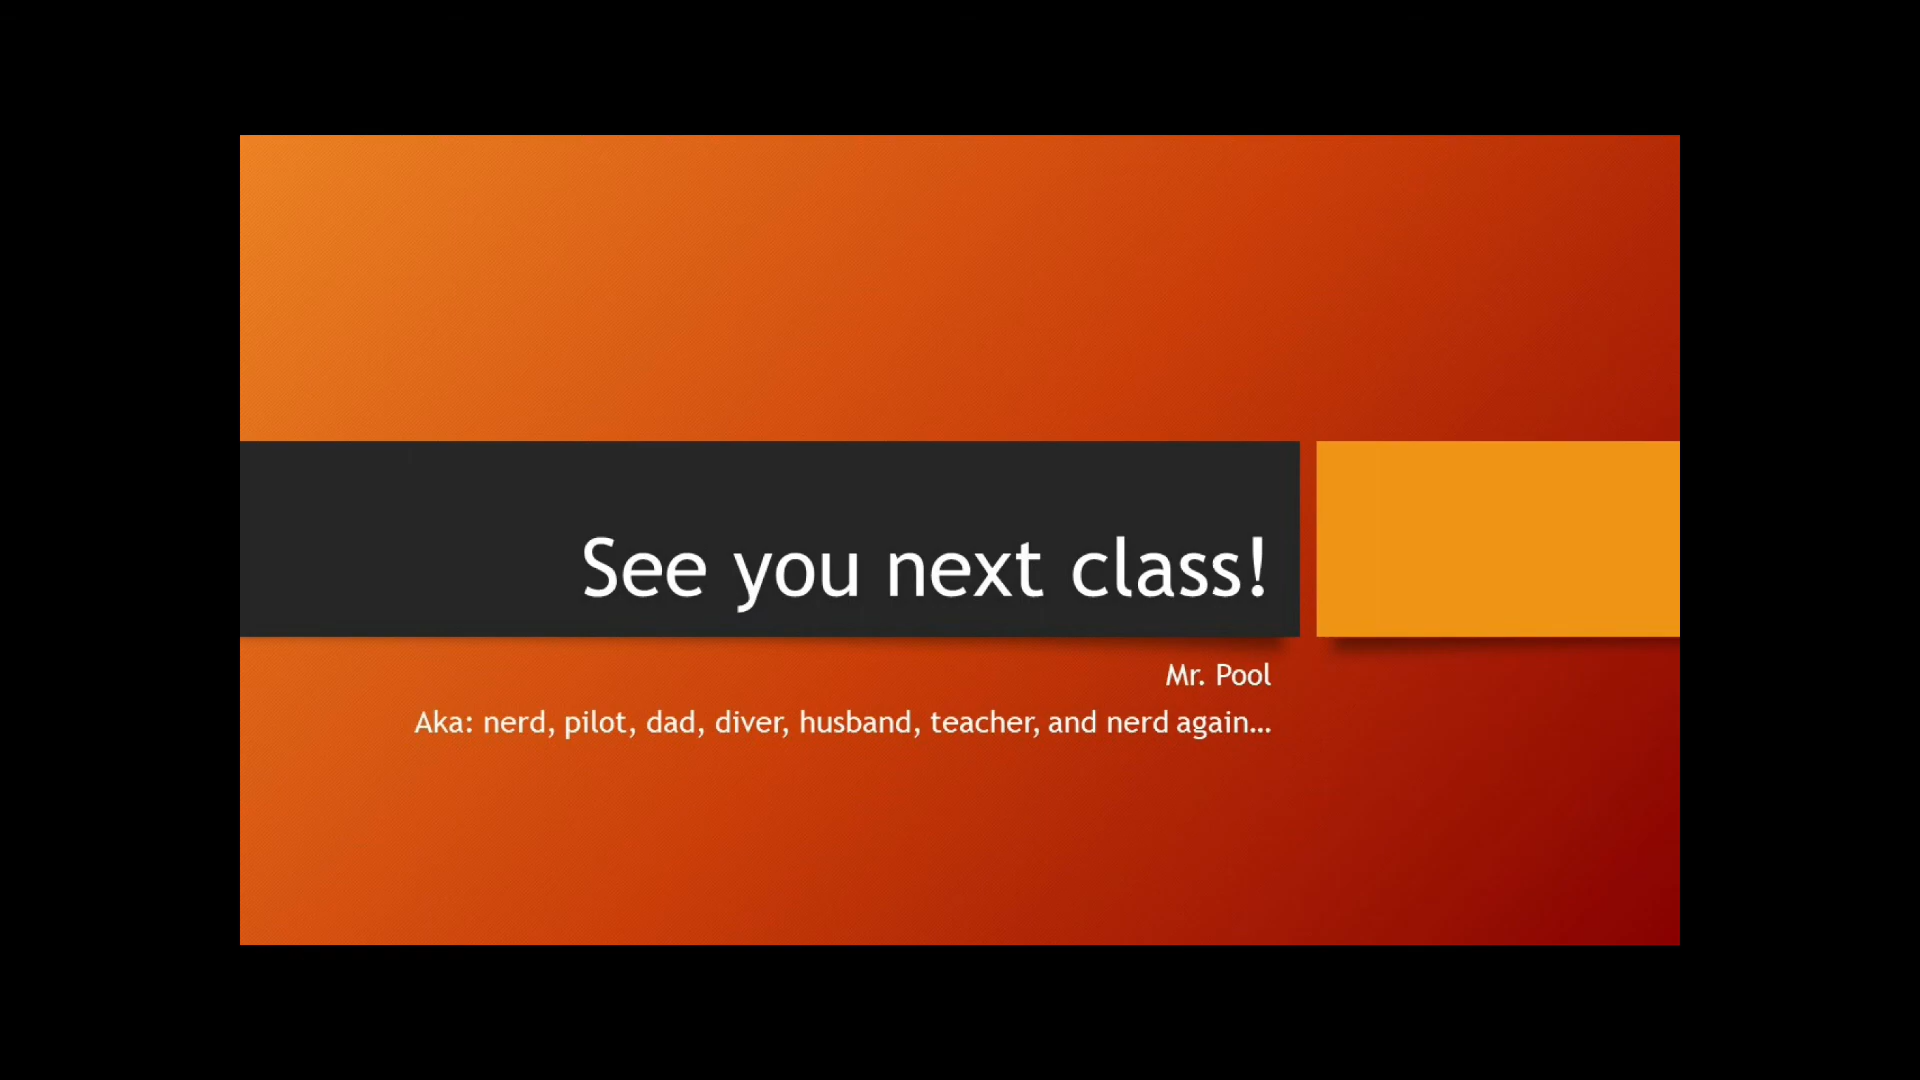 See you next class!
Mr. Pool
Aka: nerd, pilot, dad, diver, husband, teacher, and nerd again…